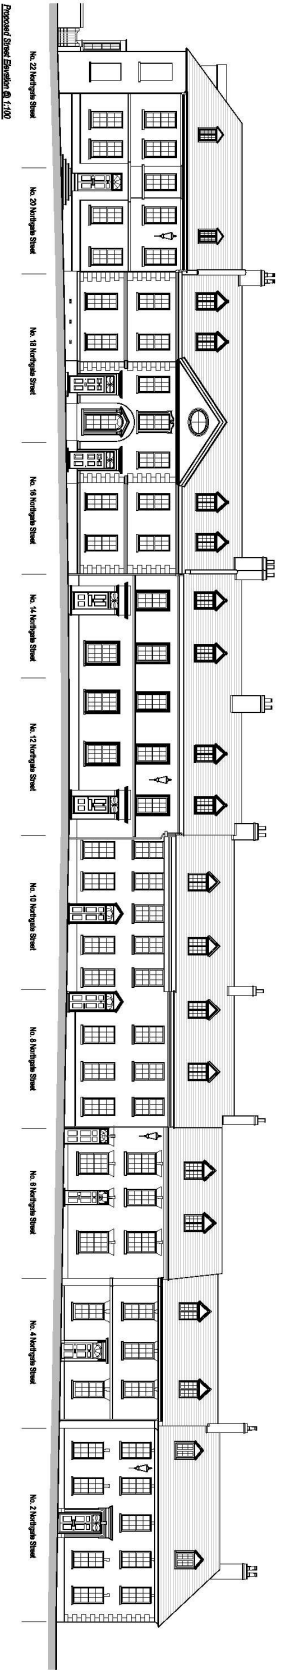 No. 22 Northgate Street
No. 20 Northgate Street
No. 18 Northgate Street
No. 16 Northgate Street
No. 14 Northgate Street
No. 12 Northgate Street
No. 10 Northgate Street
No. 8 Northgate Street
No. 6 Northgate Street
No. 4 Northgate Street
No. 2 Northgate Street
Proposed Street Elevation @ 1:100